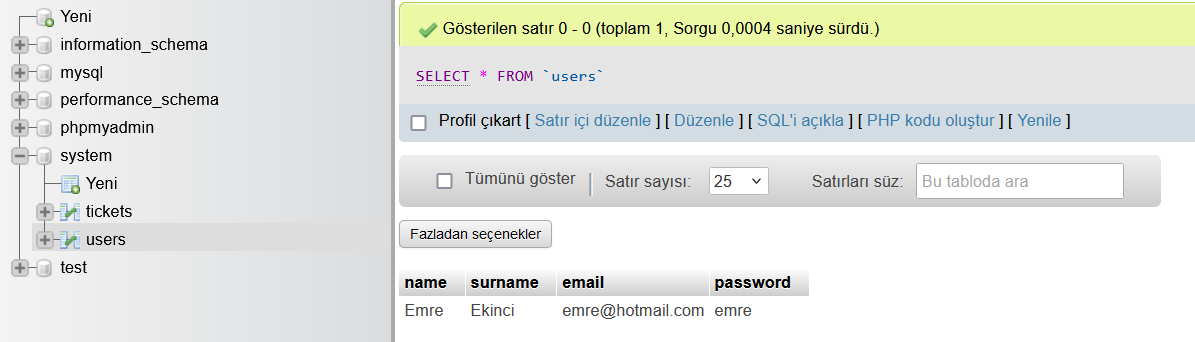 Yeni
information_schema
mysql
performance_schema
phpmyadmin
system
Yeni
tickets
users
test
Gösterilen satır 0 - 0 (toplam 1, Sorgu 0,0004 saniye sürdü.)
SELECT * FROM `users`
Profil çıkart [ Satır içi düzenle ] [ Düzenle ] [ SQL'i açıkla ] [ PHP kodu oluştur ] [ Yenile ]
Tümünü göster | Satır sayısı: 25 Satırları süz: Bu tabloda ara
Fazladan seçenekler
name surname email password
Emre Ekinci emre@hotmail.com emre